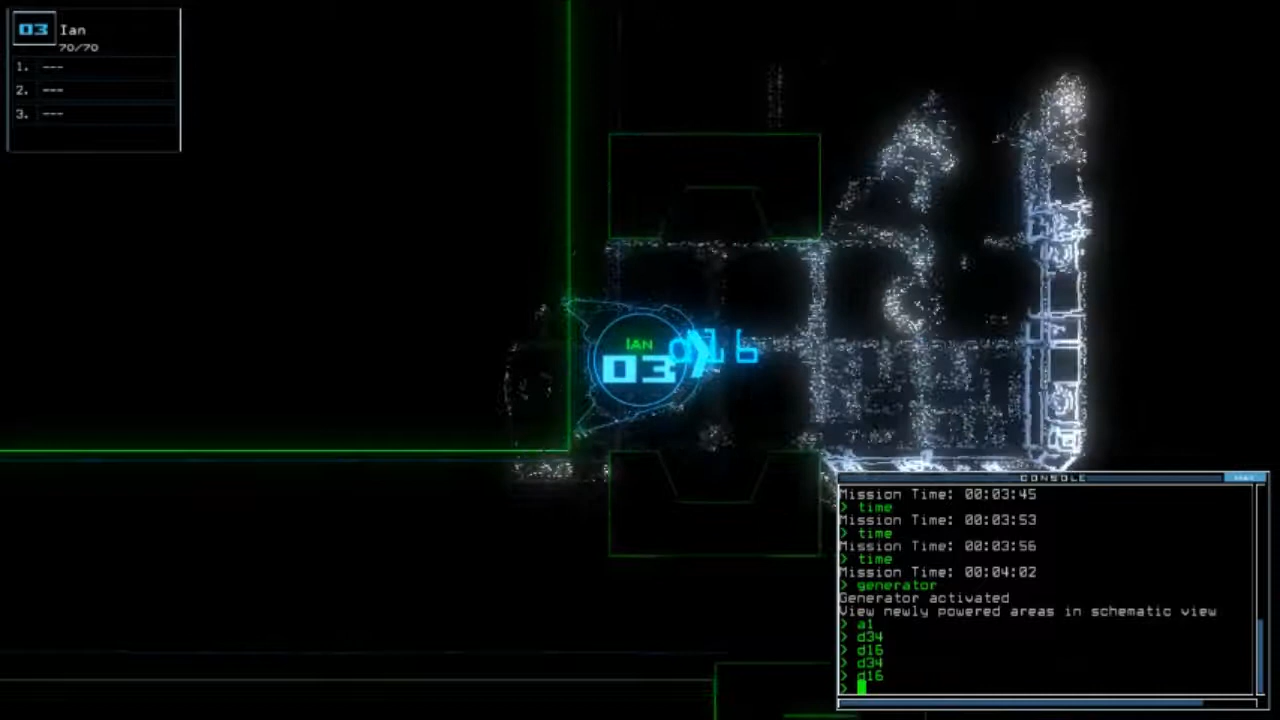 03 Ian
70/70
1. ---
2. ---
3. ---
IAN
03
d16
CONSOLE
Mission Time: 00:03:45
> time
Mission Time: 00:03:53
> time
Mission Time: 00:03:56
> time
Mission Time: 00:04:02
> generator
Generator activated
View newly powered areas in schematic view
> a1
> d34
> d16
> d34
> d16
>